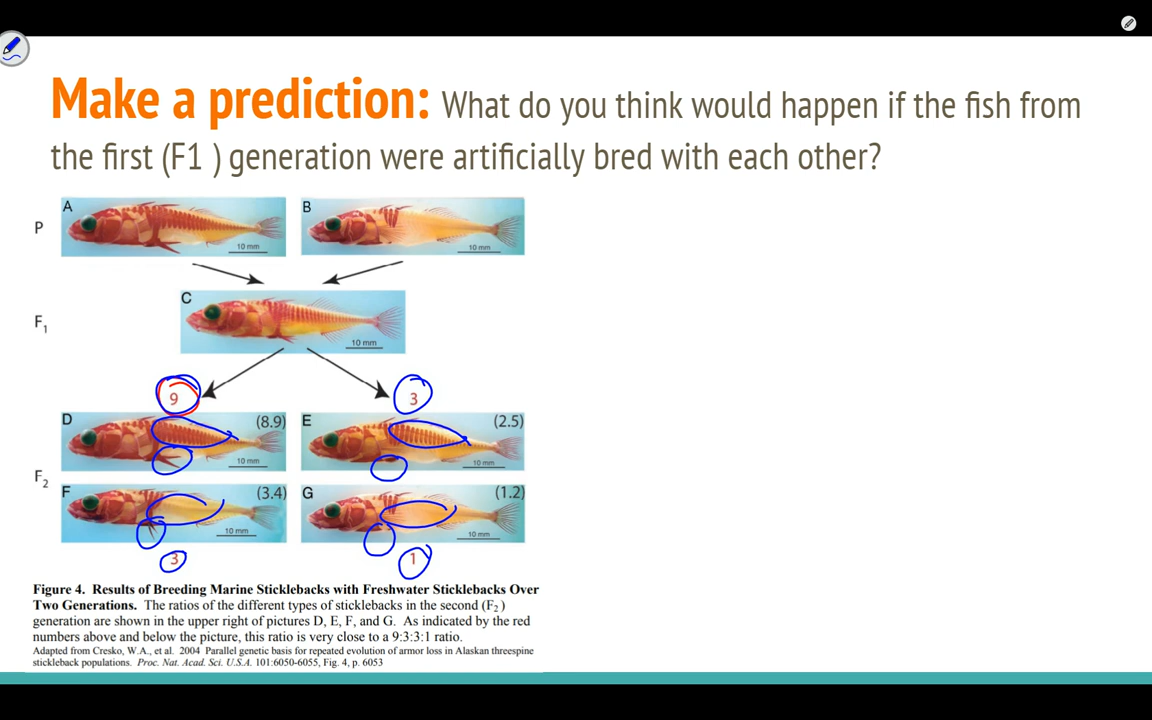 Make a prediction: What do you think would happen if the fish from
the first (F1 ) generation were artificially bred with each other?
P
A
10 mm
B
10 mm
F1
C
10 mm
9
3
F2
D
(8.9)
10 mm
E
(2.5)
10 mm
F
(3.4)
10 mm
G
(1.2)
10 mm
3
1
Figure 4. Results of Breeding Marine Sticklebacks with Freshwater Sticklebacks Over
Two Generations. The ratios of the different types of sticklebacks in the second (F2)
generation are shown in the upper right of pictures D, E, F, and G. As indicated by the red
numbers above and below the picture, this ratio is very close to a 9:3:3:1 ratio.
Adapted from Cresko, W.A., et al. 2004 Parallel genetic basis for repeated evolution of armor loss in Alaskan threespine
stickleback populations. Proc. Nat. Acad. Sci. U.S.A. 101:6050-6055, Fig. 4, p. 6053